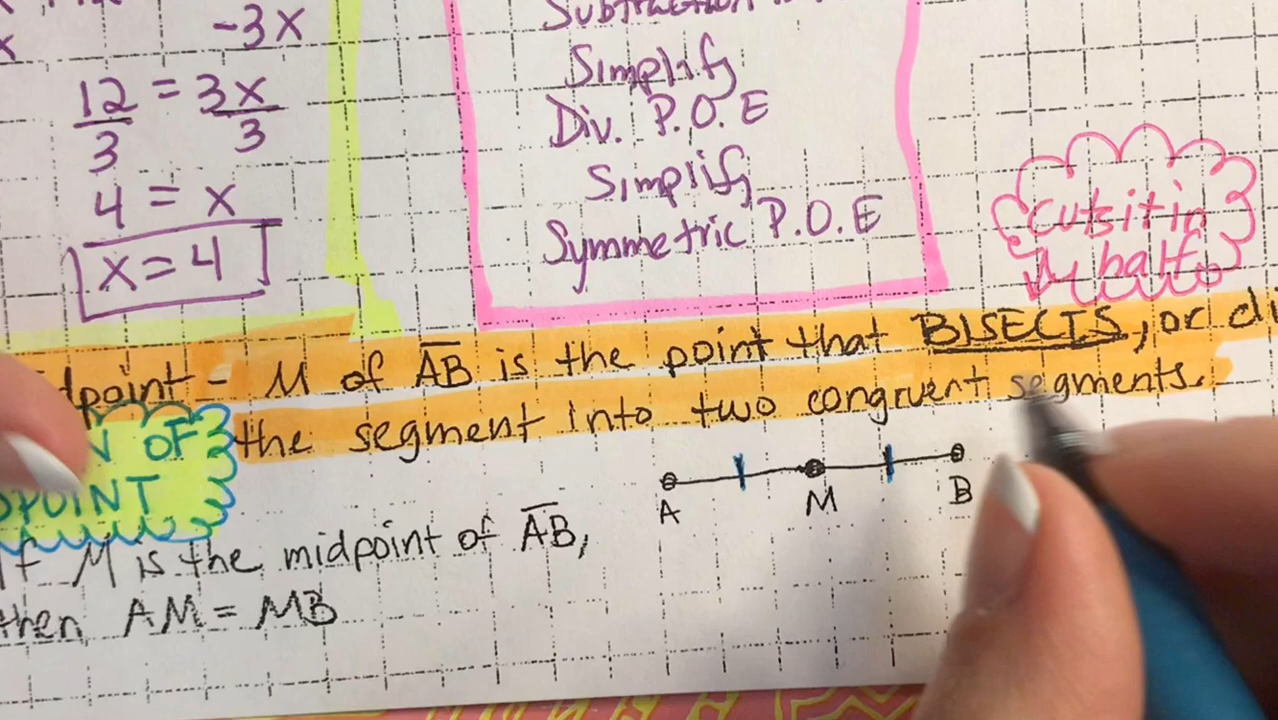 -3x
12 = 3x
3 3
4 = x
x = 4
Subtraction
Simplify
Div. P.O.E
Simplify
Symmetric P.O.E
cuts it in
half
M of AB is the point that BISECTS, or
the segment into two congruent segments.
OF
A M B
If M is the midpoint of AB,
then AM = MB